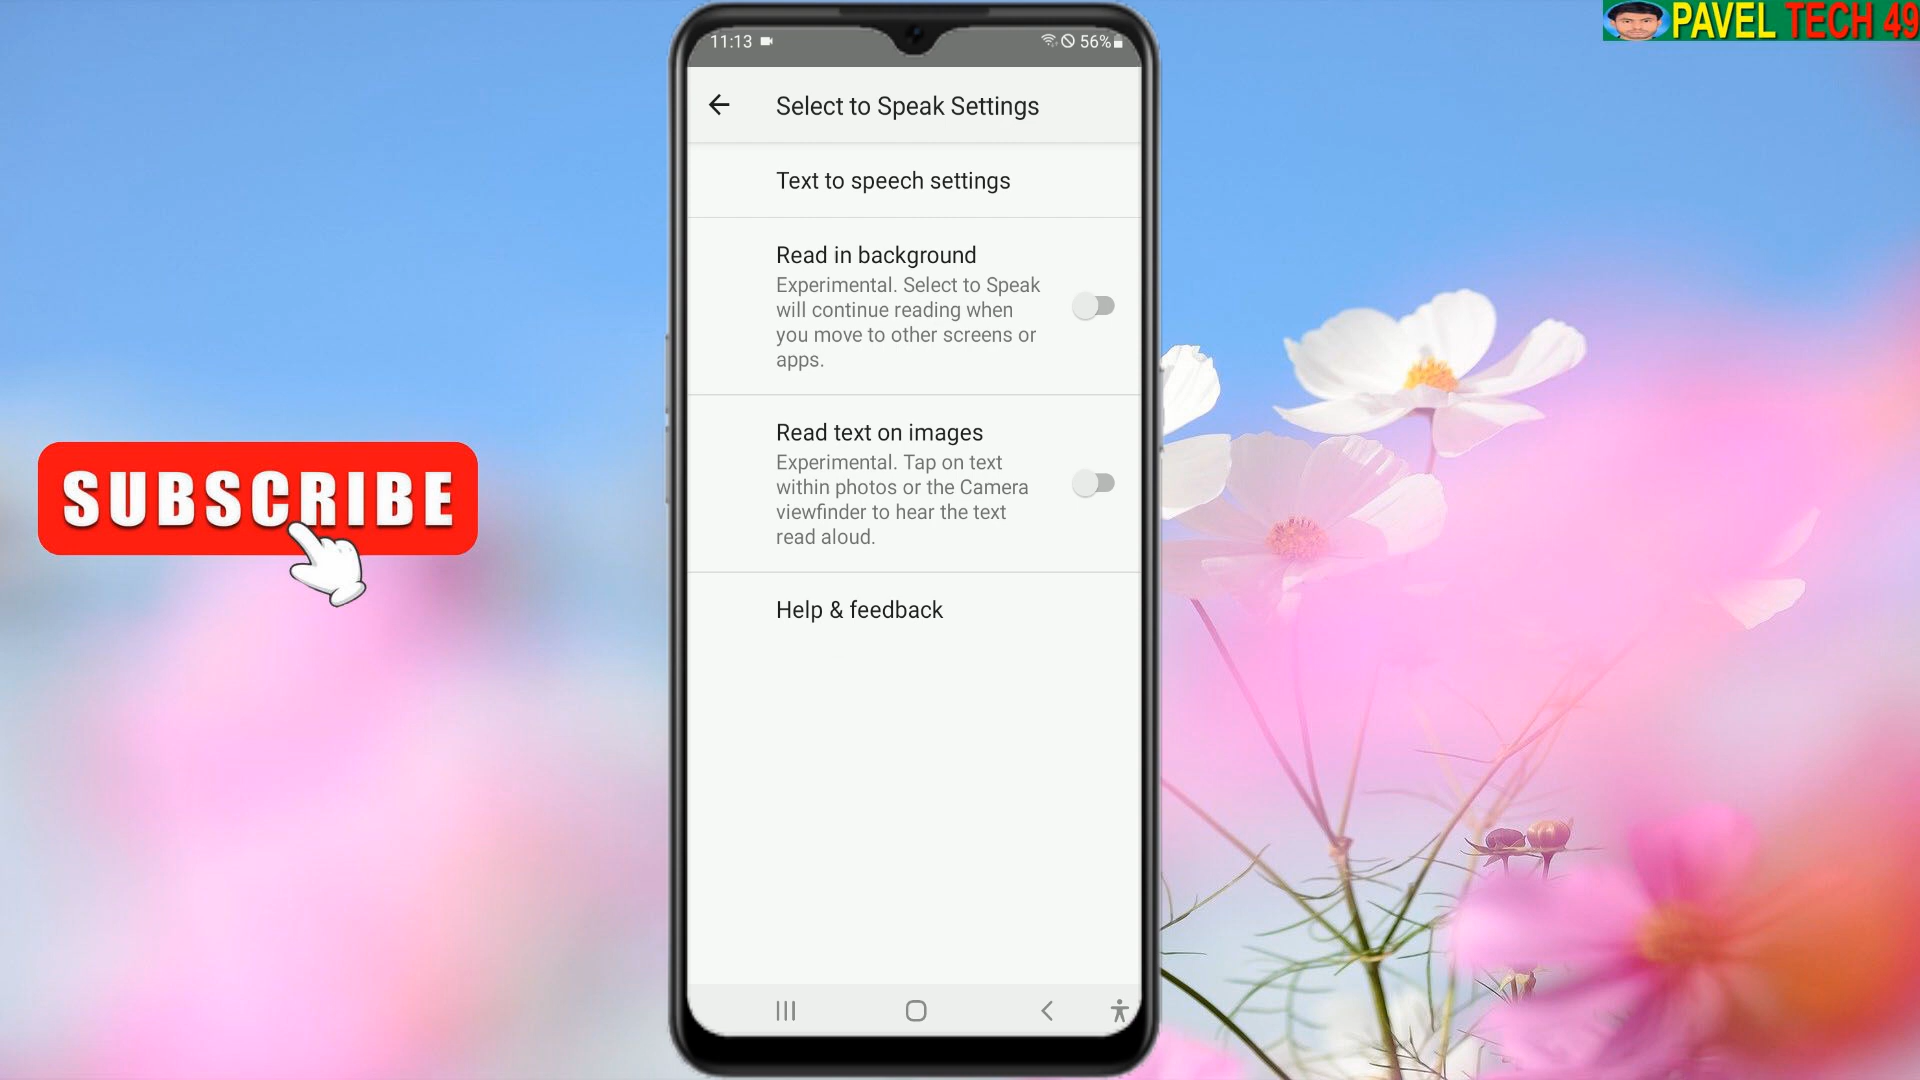 PAVEL TECH 49
11:13
56%
Select to Speak Settings
Text to speech settings
Read in background
Experimental. Select to Speak
will continue reading when
you move to other screens or
apps.
Read text on images
Experimental. Tap on text
within photos or the Camera
viewfinder to hear the text
read aloud.
Help & feedback
SUBSCRIBE